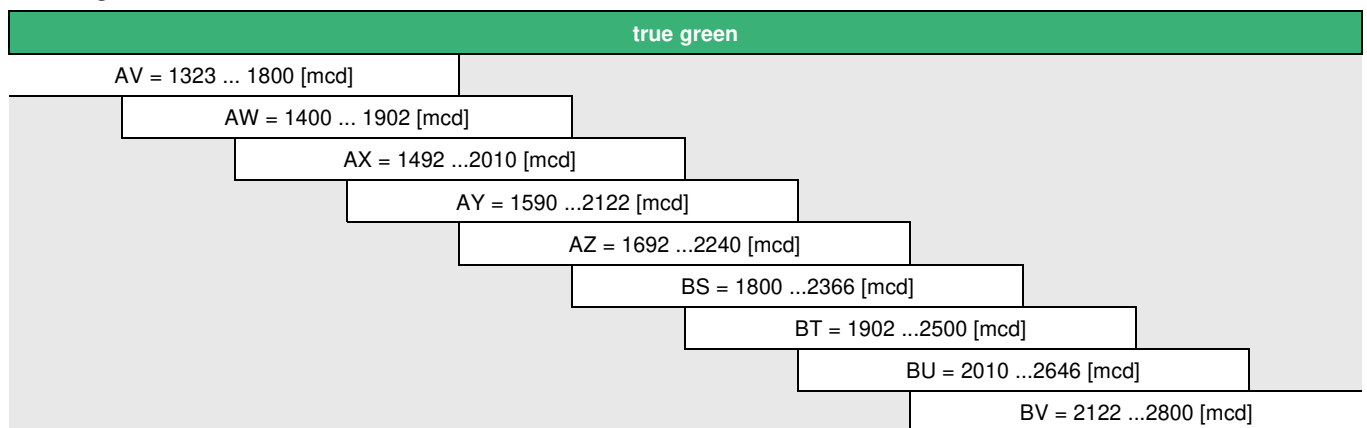 true green
AV = 1323 ... 1800 [mcd]
AW = 1400 ... 1902 [mcd]
AX = 1492 ...2010 [mcd]
AY = 1590 ...2122 [mcd]
AZ = 1692 ...2240 [mcd]
BS = 1800 ...2366 [mcd]
BT = 1902 ...2500 [mcd]
BU = 2010 ...2646 [mcd]
BV = 2122 ...2800 [mcd]